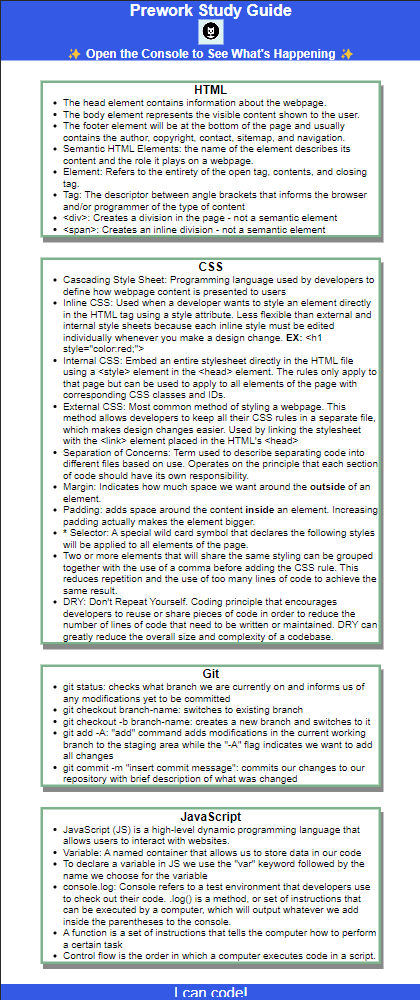 Prework Study Guide
✨ Open the Console to See What's Happening ✨
HTML
• The head element contains information about the webpage.
• The body element represents the visible content shown to the user.
• The footer element will be at the bottom of the page and usually
contains the author, copyright, contact, sitemap, and navigation.
• Semantic HTML Elements: the name of the element describes its
content and the role it plays on a webpage.
• Element: Refers to the entirety of the open tag, contents, and closing
tag.
• Tag: The descriptor between angle brackets that informs the browser
and/or programmer of the type of content
• <div>: Creates a division in the page - not a semantic element
• <span>: Creates an inline division - not a semantic element
CSS
• Cascading Style Sheet: Programming language used by developers to
define how webpage content is presented to users
• Inline CSS: Used when a developer wants to style an element directly
in the HTML tag using a style attribute. Less flexible than external and
internal style sheets because each inline style must be edited
individually whenever you make a design change. EX: <h1
style="color:red;">
• Internal CSS: Embed an entire stylesheet directly in the HTML file
using a <style> element in the <head> element. The rules only apply to
that page but can be used to apply to all elements of the page with
corresponding CSS classes and IDs.
• External CSS: Most common method of styling a webpage. This
method allows developers to keep all their CSS rules in a separate file,
which makes design changes easier. Used by linking the stylesheet
with the <link> element placed in the HTML's <head>
• Separation of Concerns: Term used to describe separating code into
different files based on use. Operates on the principle that each section
of code should have its own responsibility.
• Margin: Indicates how much space we want around the outside of an
element.
• Padding: adds space around the content inside an element. Increasing
padding actually makes the element bigger.
• * Selector: A special wild card symbol that declares the following styles
will be applied to all elements of the page.
• Two or more elements that will share the same styling can be grouped
together with the use of a comma before adding the CSS rule. This
reduces repetition and the use of too many lines of code to achieve the
same result.
• DRY: Don't Repeat Yourself. Coding principle that encourages
developers to reuse or share pieces of code in order to reduce the
number of lines of code that need to be written or maintained. DRY can
greatly reduce the overall size and complexity of a codebase.
Git
• git status: checks what branch we are currently on and informs us of
any modifications yet to be committed
• git checkout branch-name: switches to existing branch
• git checkout -b branch-name: creates a new branch and switches to it
• git add -A: "add" command adds modifications in the current working
branch to the staging area while the "-A" flag indicates we want to add
all changes
• git commit -m "insert commit message": commits our changes to our
repository with brief description of what was changed
JavaScript
• JavaScript (JS) is a high-level dynamic programming language that
allows users to interact with websites.
• Variable: A named container that allows us to store data in our code
• To declare a variable in JS we use the "var" keyword followed by the
name we choose for the variable
• console.log: Console refers to a test environment that developers use
to check out their code. .log() is a method, or set of instructions that
can be executed by a computer, which will output whatever we add
inside the parentheses to the console.
• A function is a set of instructions that tells the computer how to perform
a certain task
• Control flow is the order in which a computer executes code in a script.
I can code!